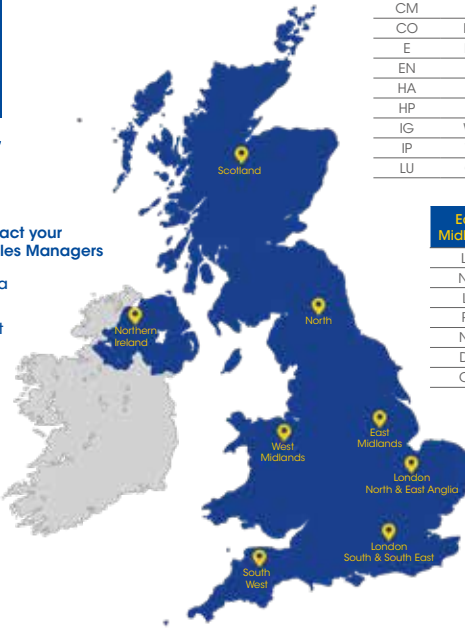 CM
CO
E
EN
HA
HP
IG
IP
LU
act your
les Managers
a
t
Scotland
Northern
Ireland
North
West
Midlands
East
Midlands
London
North & East Anglia
London
South & South East
South
West